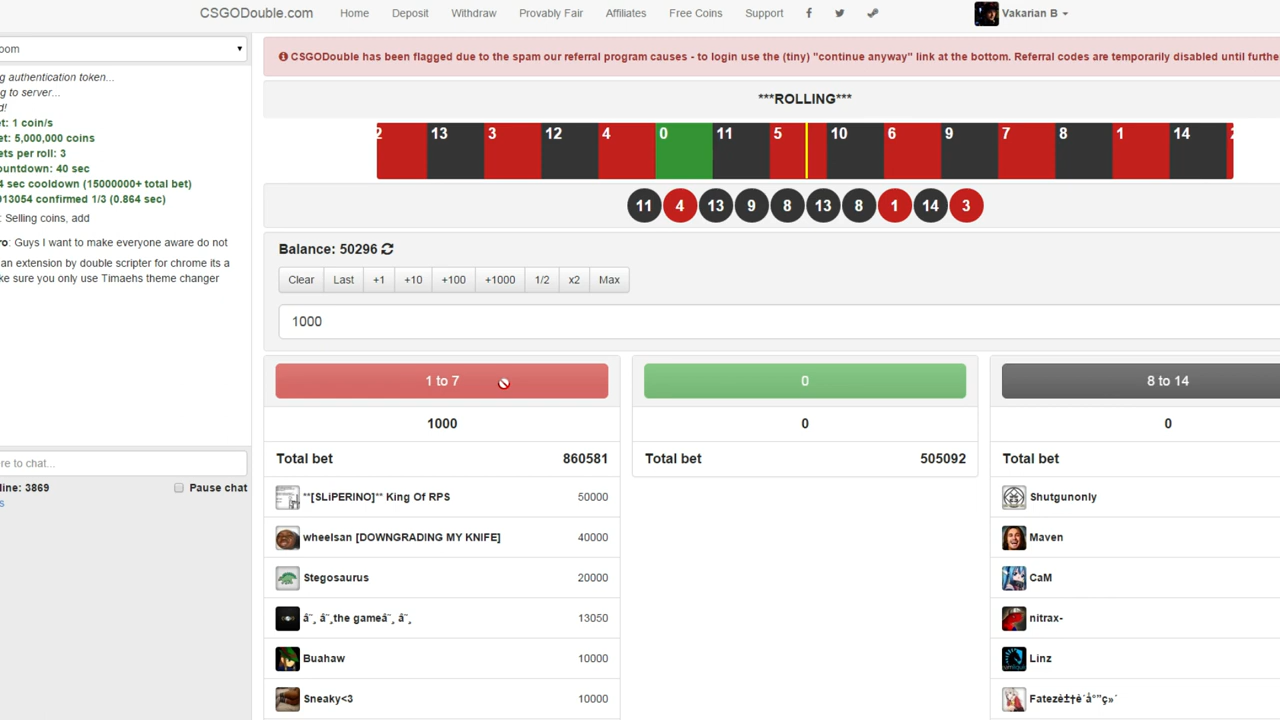 CSGODouble.com Home Deposit Withdraw Provably Fair Affiliates Free Coins Support Vakarian B
oom
CSGODouble has been flagged due to the spam our referral program causes - to login use the (tiny) "continue anyway" link at the bottom. Referral codes are temporarily disabled until furthe
g authentication token...
g to server...
d!
et: 1 coin/s
et: 5,000,000 coins
ets per roll: 3
ountdown: 40 sec
4 sec cooldown (15000000+ total bet)
913054 confirmed 1/3 (0.864 sec)
: Selling coins, add
ro: Guys I want to make everyone aware do not
an extension by double scripter for chrome its a
ke sure you only use Timaehs theme changer
***ROLLING***
2 13 3 12 4 0 11 5 10 6 9 7 8 1 14
11 4 13 9 8 13 8 1 14 3
Balance: 50296
Clear Last +1 +10 +100 +1000 1/2 x2 Max
1000
1 to 7 0 8 to 14
1000 0 0
Total bet 860581 Total bet 505092 Total bet
re to chat...
line: 3869 Pause chat
s
**[SLiPERINO]** King Of RPS 50000 Shutgunonly
wheelsan [DOWNGRADING MY KNIFE] 40000 Maven
Stegosaurus 20000 CaM
â¨¸ â¨¸the gameâ¨¸ â¨¸ 13050 nitrax-
Buahaw 10000 Linz
Sneaky<3 10000